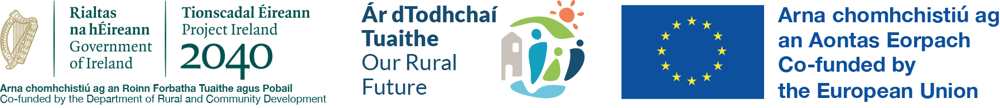 Rialtas
na hÉireann
Government
of Ireland
Tionscadal Éireann
Project Ireland
2040
Arna chomhchistiú ag an Roinn Forbatha Tuaithe agus Pobail
Co-funded by the Department of Rural and Community Development
Ár dTodhchaí
Tuaithe
Our Rural
Future
Arna chomhchistiú ag
an Aontas Eorpach
Co-funded by
the European Union